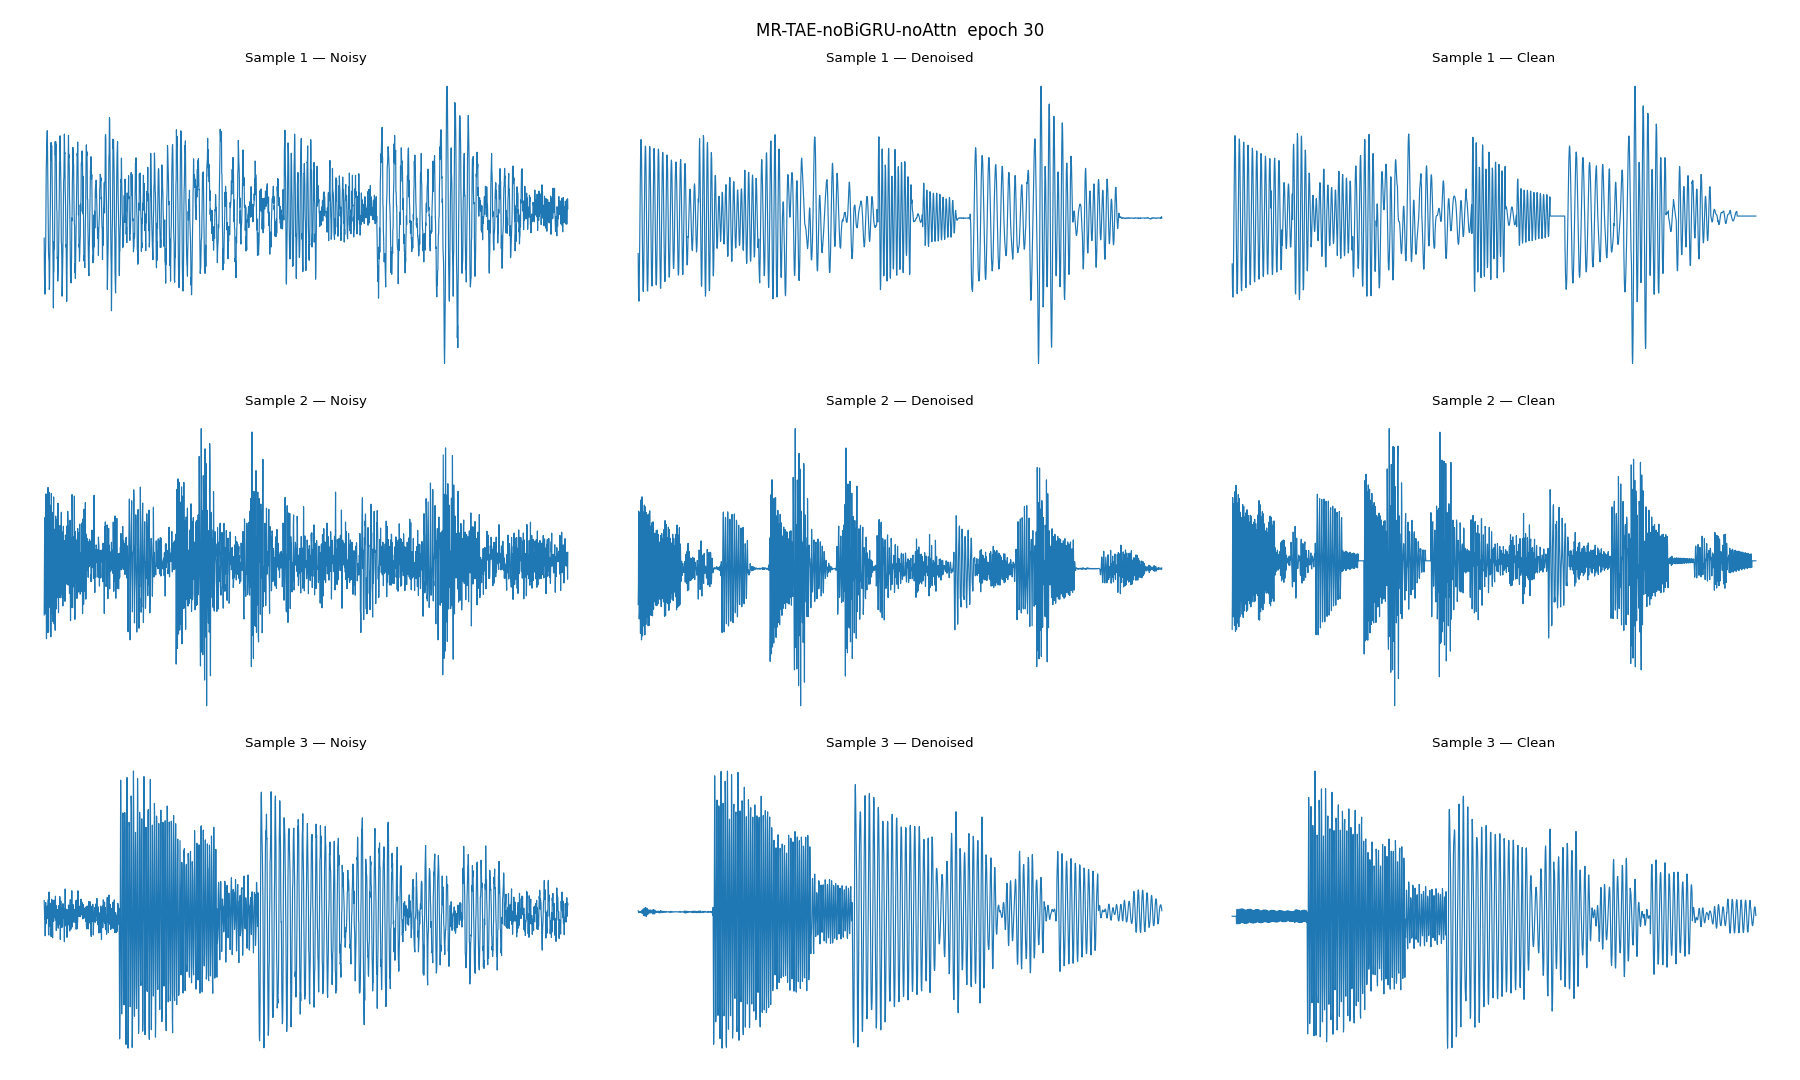 MR-TAE-noBiGRU-noAttn  epoch 30
Sample 1 — Noisy
Sample 1 — Denoised
Sample 1 — Clean
Sample 2 — Noisy
Sample 2 — Denoised
Sample 2 — Clean
Sample 3 — Noisy
Sample 3 — Denoised
Sample 3 — Clean